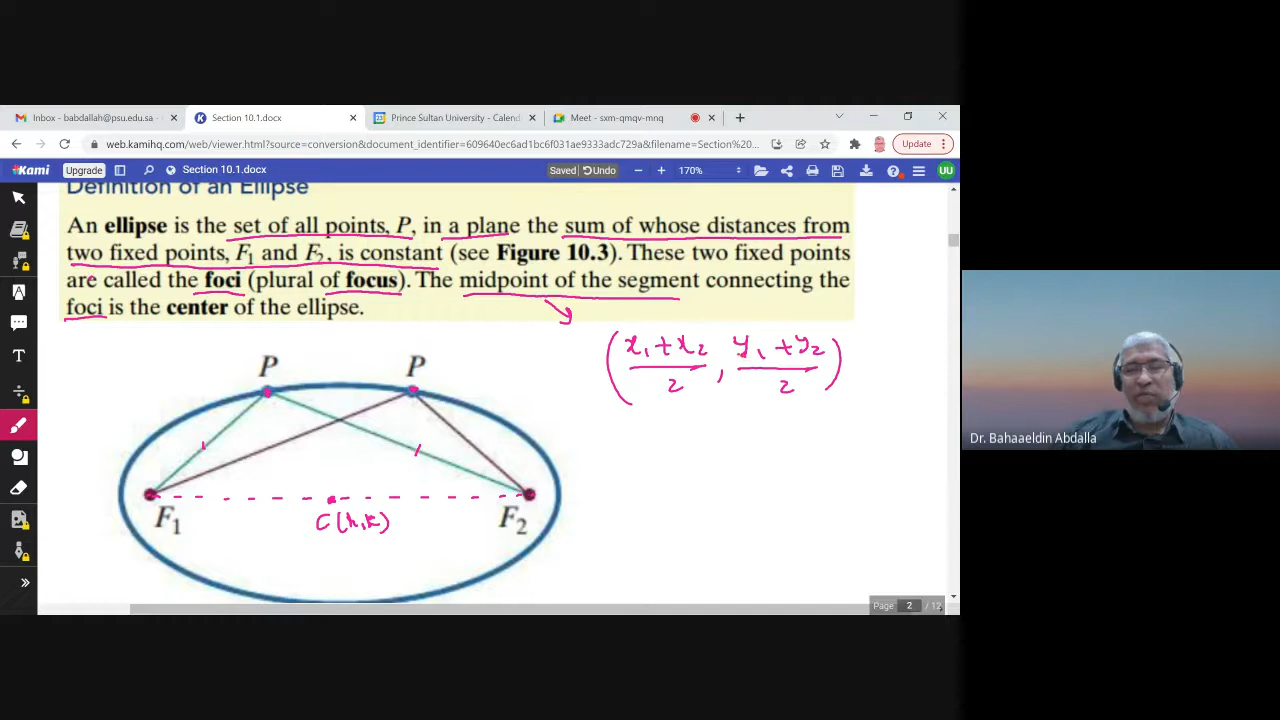 Inbox - babdallah@psu.edu.sa - × Section 10.1.docx × Prince Sultan University - Calend × Meet - sxm-qmqv-mnq ×
web.kamihq.com/web/viewer.html?source=conversion&document_identifier=609640ec6ad1bc6f031ae9333adc729a&filename=Section%20... Update
Kami Upgrade Section 10.1.docx Saved Undo 170% UU
Definition of an Ellipse
An ellipse is the set of all points, P, in a plane the sum of whose distances from
two fixed points, F₁ and F₂, is constant (see Figure 10.3). These two fixed points
are called the foci (plural of focus). The midpoint of the segment connecting the
foci is the center of the ellipse.
(x₁+x₂/2, y₁+y₂/2)
P P
F₁ C(h,k) F₂
Dr. Bahaaeldin Abdalla
Page 2 / 12